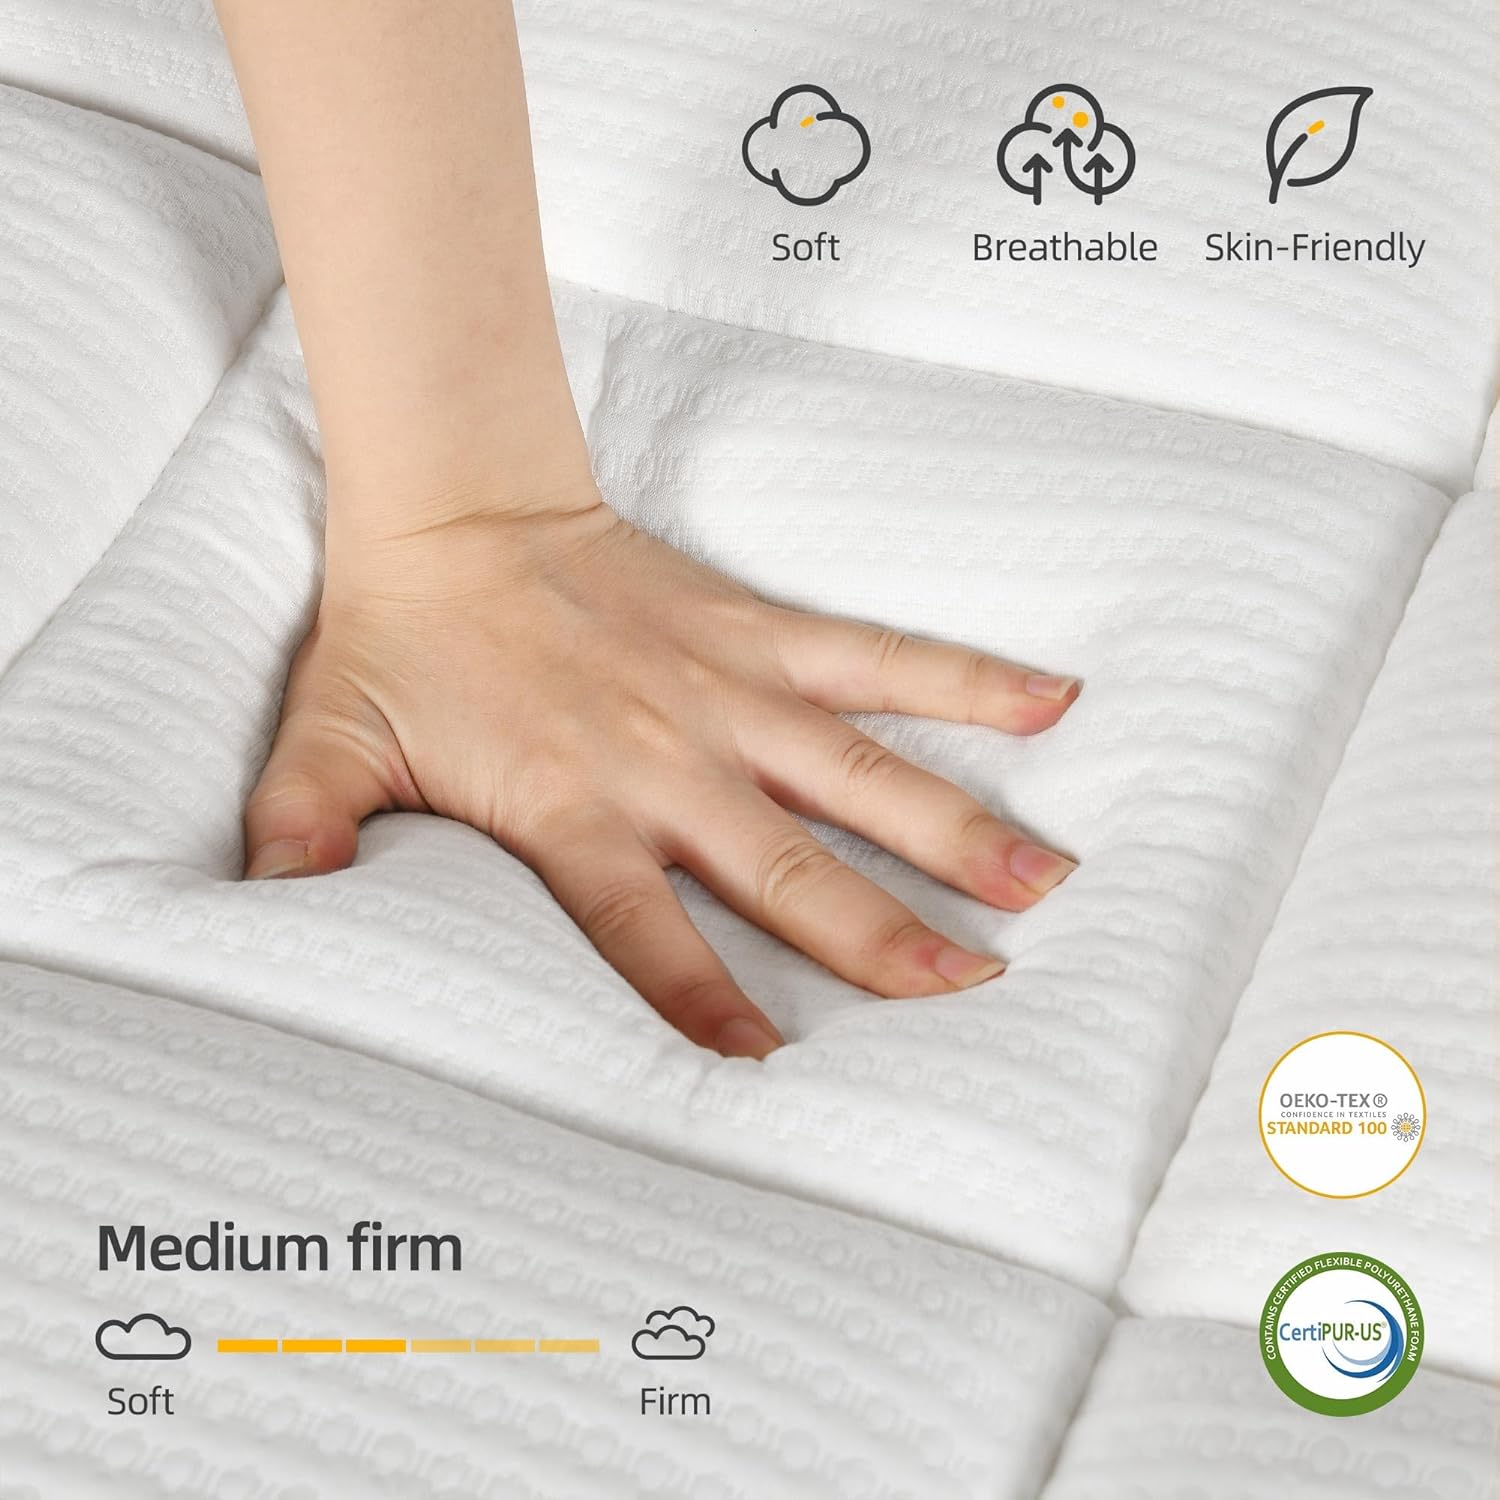 Soft
Breathable
Skin-Friendly
OEKO-TEX®
CONFIDENCE IN TEXTILES
STANDARD 100
Medium firm
Soft
Firm
CONTAINS CERTIFIED FLEXIBLE POLYURETHANE FOAM
CertiPUR-US®